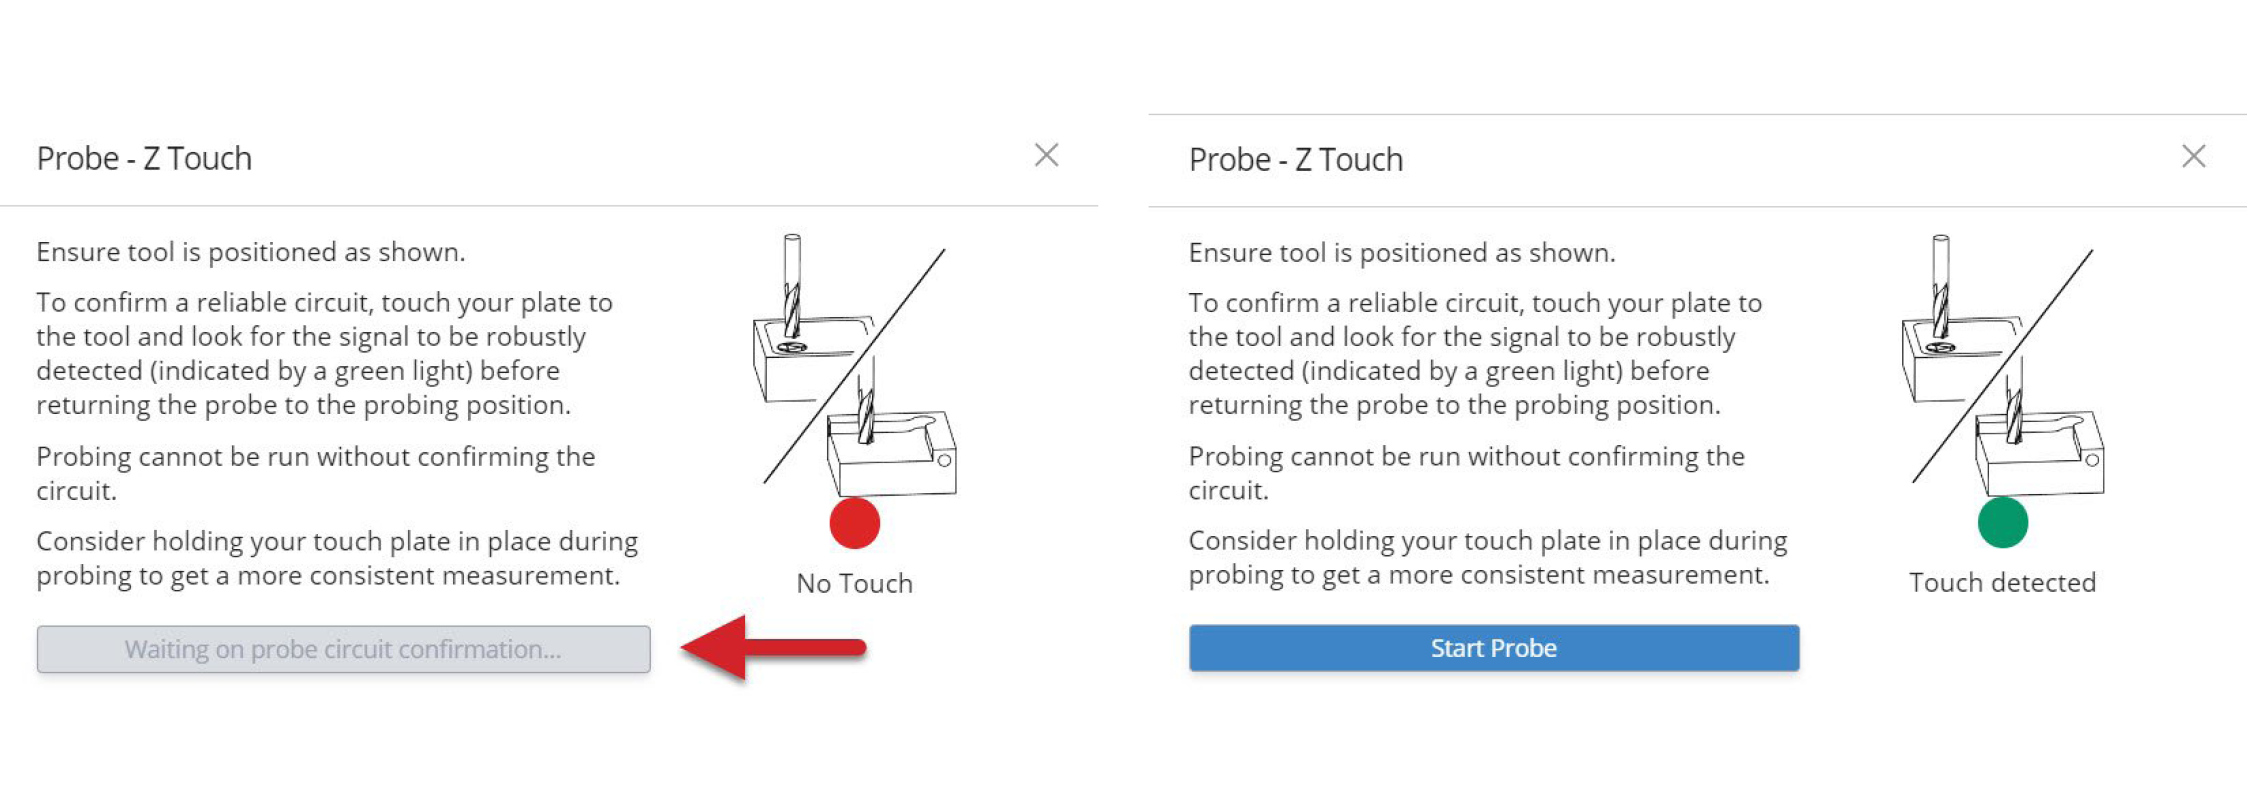 Probe - Z Touch
Ensure tool is positioned as shown.
To confirm a reliable circuit, touch your plate to
the tool and look for the signal to be robustly
detected (indicated by a green light) before
returning the probe to the probing position.
Probing cannot be run without confirming the
circuit.
Consider holding your touch plate in place during
probing to get a more consistent measurement.
No Touch
Waiting on probe circuit confirmation...
Probe - Z Touch
Ensure tool is positioned as shown.
To confirm a reliable circuit, touch your plate to
the tool and look for the signal to be robustly
detected (indicated by a green light) before
returning the probe to the probing position.
Probing cannot be run without confirming the
circuit.
Consider holding your touch plate in place during
probing to get a more consistent measurement.
Touch detected
Start Probe